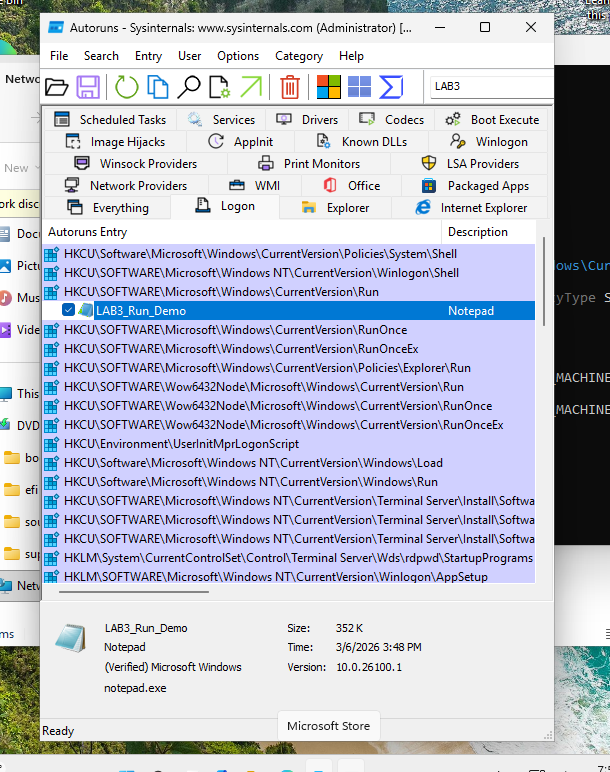 Autoruns - Sysinternals: www.sysinternals.com (Administrator) [...
File Search Entry User Options Category Help
LAB3
Scheduled Tasks Services Drivers Codecs Boot Execute
Image Hijacks AppInit Known DLLs Winlogon
Winsock Providers Print Monitors LSA Providers
Network Providers WMI Office Packaged Apps
Everything Logon Explorer Internet Explorer
Autoruns Entry Description
HKCU\Software\Microsoft\Windows\CurrentVersion\Policies\System\Shell
HKCU\SOFTWARE\Microsoft\Windows NT\CurrentVersion\Winlogon\Shell
HKCU\SOFTWARE\Microsoft\Windows\CurrentVersion\Run
LAB3_Run_Demo Notepad
HKCU\SOFTWARE\Microsoft\Windows\CurrentVersion\RunOnce
HKCU\SOFTWARE\Microsoft\Windows\CurrentVersion\RunOnceEx
HKCU\SOFTWARE\Microsoft\Windows\CurrentVersion\Policies\Explorer\Run
HKCU\SOFTWARE\Wow6432Node\Microsoft\Windows\CurrentVersion\Run
HKCU\SOFTWARE\Wow6432Node\Microsoft\Windows\CurrentVersion\RunOnce
HKCU\SOFTWARE\Wow6432Node\Microsoft\Windows\CurrentVersion\RunOnceEx
HKCU\Environment\UserInitMprLogonScript
HKCU\Software\Microsoft\Windows NT\CurrentVersion\Windows\Load
HKCU\Software\Microsoft\Windows NT\CurrentVersion\Windows\Run
HKCU\SOFTWARE\Microsoft\Windows NT\CurrentVersion\Terminal Server\Install\Softwa
HKCU\SOFTWARE\Microsoft\Windows NT\CurrentVersion\Terminal Server\Install\Softwa
HKCU\SOFTWARE\Microsoft\Windows NT\CurrentVersion\Terminal Server\Install\Softwa
HKLM\System\CurrentControlSet\Control\Terminal Server\Wds\rdpwd\StartupPrograms
HKLM\SOFTWARE\Microsoft\Windows NT\CurrentVersion\Winlogon\AppSetup
LAB3_Run_Demo Size: 352 K
Notepad Time: 3/6/2026 3:48 PM
(Verified) Microsoft Windows Version: 10.0.26100.1
notepad.exe
Ready
Microsoft Store
Netwo
New
ork disc
Docu
Pictu
Mus
Vide
This
DVD
bo
efi
sou
sup
Netw
ms
this
ndows\Cur
ryType S
_MACHINE
_MACHINE